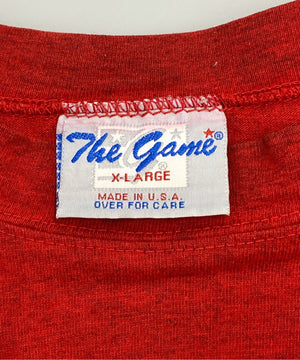 The Game®
X-LARGE
MADE IN U.S.A.
OVER FOR CARE